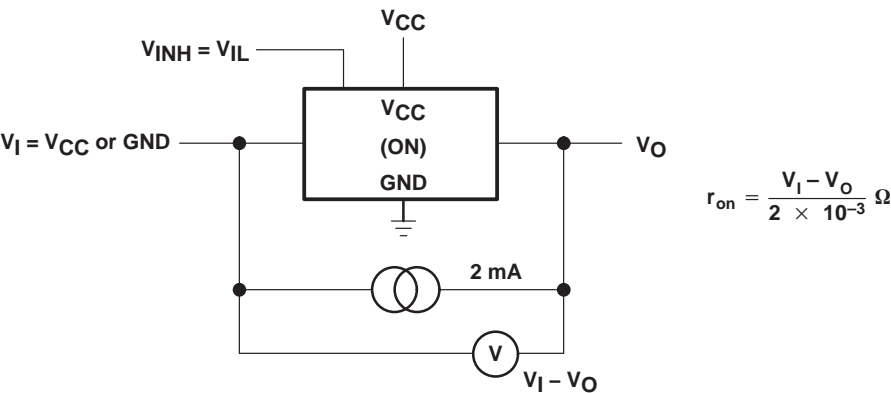 VCC
VINH = VIL
VCC
(ON)
GND
VI = VCC or GND
VO
ron = VI – VO / 2 × 10–3 Ω
2 mA
V
VI – VO